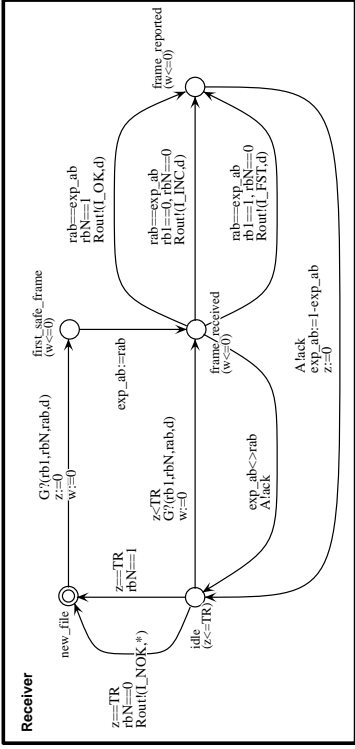 Receiver
new_file
G?(rb1,rbN,rab,d)
z:=0
w:=0
first_safe_frame
(w<=0)
exp_ab:=rab
z==TR
rbN==0
Rout!(I_NOK,*)
z==TR
rbN==1
idle
(z<=TR)
z<TR
G?(rb1,rbN,rab,d)
w:=0
frame_received
(w<=0)
exp_ab<>rab
A!ack
rab==exp_ab
rbN==1
Rout!(I_OK,d)
rab==exp_ab
rb1==0, rbN==0
Rout!(I_INC,d)
rab==exp_ab
rb1==1, rbN==0
Rout!(I_FST,d)
frame_reported
(w<=0)
A!ack
exp_ab:=1-exp_ab
z:=0